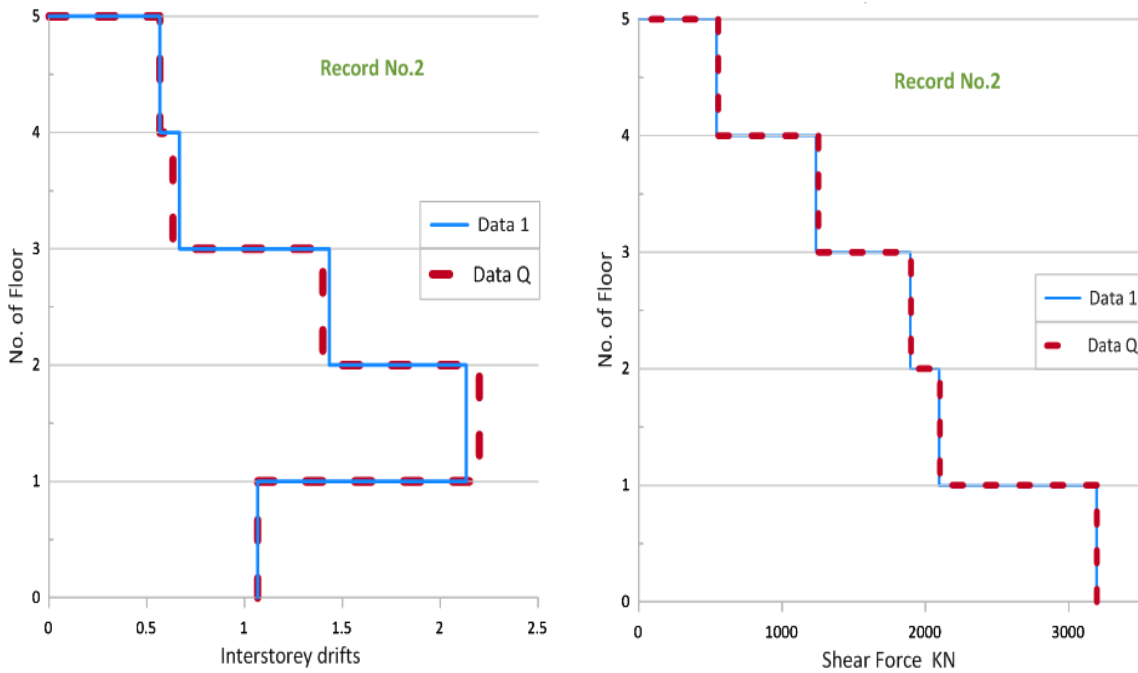 5
4
3
2
1
0
No. of Floor
Record No.2
Data 1
Data Q
0
0.5
1
1.5
2
2.5
Interstorey drifts
5
4
3
2
1
0
No. of Floor
Record No.2
Data 1
Data Q
0
1000
2000
3000
Shear Force KN